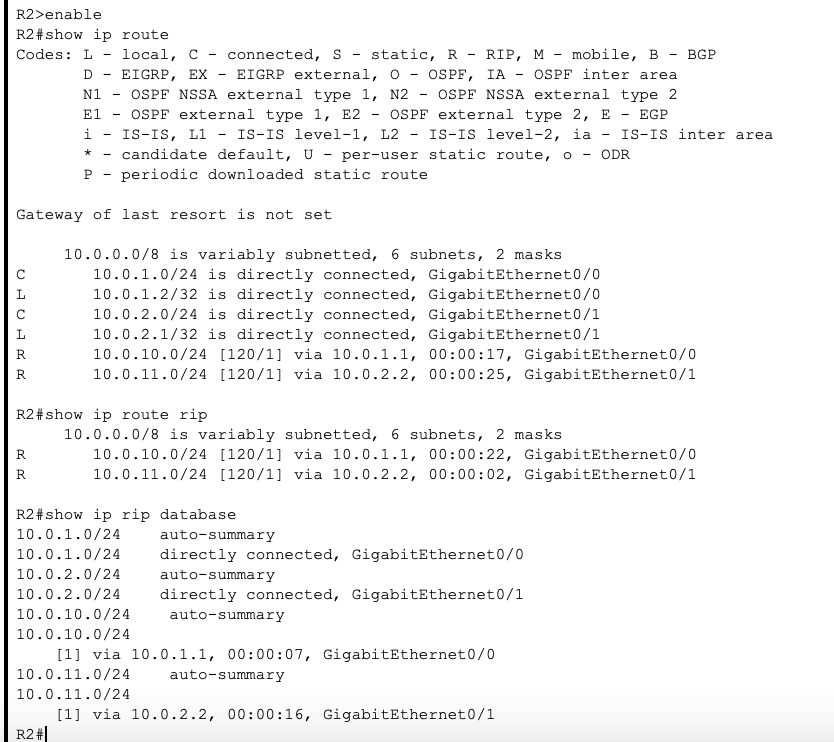 R2>enable
R2#show ip route
Codes: L - local, C - connected, S - static, R - RIP, M - mobile, B - BGP
       D - EIGRP, EX - EIGRP external, O - OSPF, IA - OSPF inter area
       N1 - OSPF NSSA external type 1, N2 - OSPF NSSA external type 2
       E1 - OSPF external type 1, E2 - OSPF external type 2, E - EGP
       i - IS-IS, L1 - IS-IS level-1, L2 - IS-IS level-2, ia - IS-IS inter area
       * - candidate default, U - per-user static route, o - ODR
       P - periodic downloaded static route

Gateway of last resort is not set

     10.0.0.0/8 is variably subnetted, 6 subnets, 2 masks
C       10.0.1.0/24 is directly connected, GigabitEthernet0/0
L       10.0.1.2/32 is directly connected, GigabitEthernet0/0
C       10.0.2.0/24 is directly connected, GigabitEthernet0/1
L       10.0.2.1/32 is directly connected, GigabitEthernet0/1
R       10.0.10.0/24 [120/1] via 10.0.1.1, 00:00:17, GigabitEthernet0/0
R       10.0.11.0/24 [120/1] via 10.0.2.2, 00:00:25, GigabitEthernet0/1

R2#show ip route rip
     10.0.0.0/8 is variably subnetted, 6 subnets, 2 masks
R       10.0.10.0/24 [120/1] via 10.0.1.1, 00:00:22, GigabitEthernet0/0
R       10.0.11.0/24 [120/1] via 10.0.2.2, 00:00:02, GigabitEthernet0/1

R2#show ip rip database
10.0.1.0/24    auto-summary
10.0.1.0/24    directly connected, GigabitEthernet0/0
10.0.2.0/24    auto-summary
10.0.2.0/24    directly connected, GigabitEthernet0/1
10.0.10.0/24    auto-summary
10.0.10.0/24
    [1] via 10.0.1.1, 00:00:07, GigabitEthernet0/0
10.0.11.0/24    auto-summary
10.0.11.0/24
    [1] via 10.0.2.2, 00:00:16, GigabitEthernet0/1
R2#